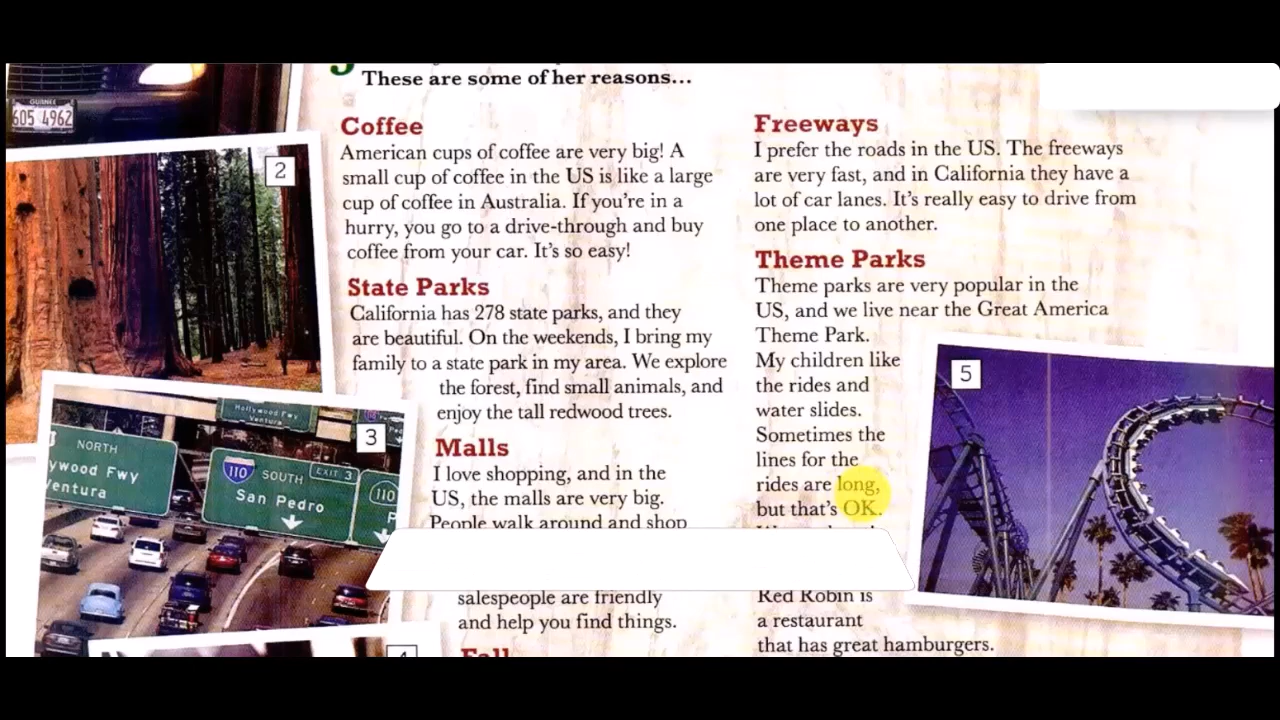 These are some of her reasons...
Coffee
American cups of coffee are very big! A
small cup of coffee in the US is like a large
cup of coffee in Australia. If you're in a
hurry, you go to a drive-through and buy
coffee from your car. It's so easy!
State Parks
California has 278 state parks, and they
are beautiful. On the weekends, I bring my
family to a state park in my area. We explore
the forest, find small animals, and
enjoy the tall redwood trees.
Malls
I love shopping, and in the
US, the malls are very big.
People walk around and shop
salespeople are friendly
and help you find things.
Fall
Freeways
I prefer the roads in the US. The freeways
are very fast, and in California they have a
lot of car lanes. It's really easy to drive from
one place to another.
Theme Parks
Theme parks are very popular in the
US, and we live near the Great America
Theme Park.
My children like
the rides and
water slides.
Sometimes the
lines for the
rides are long,
but that's OK.
Red Robin is
a restaurant
that has great hamburgers.
605 4962
2
3
NORTH
ywood Fwy
Ventura
Hollywood Fwy
Ventura
110 SOUTH EXIT 3
San Pedro
110
P
4
5